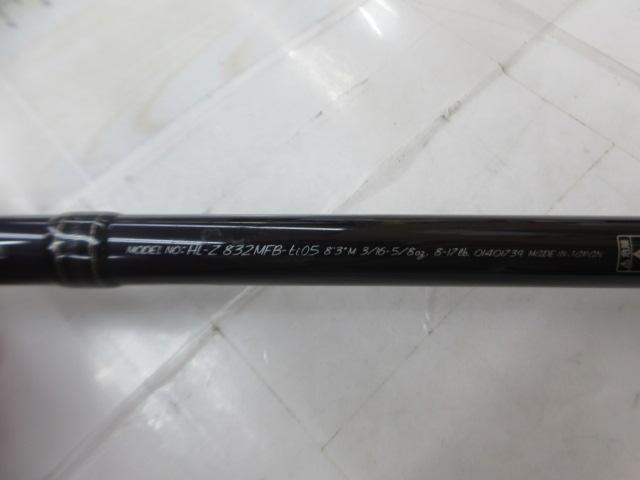 MODEL NO: HL-Z 832MFB-ti05 8'3"M 3/16-5/8oz. 8-17lb. 01401739 MADE IN JAPAN